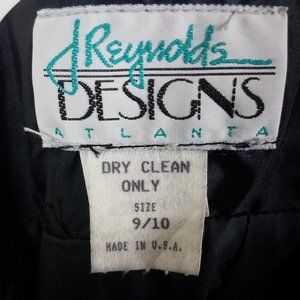 J Reynolds
DESIGNS
ATLANTA
DRY CLEAN
ONLY
SIZE
9/10
MADE IN U.S.A.